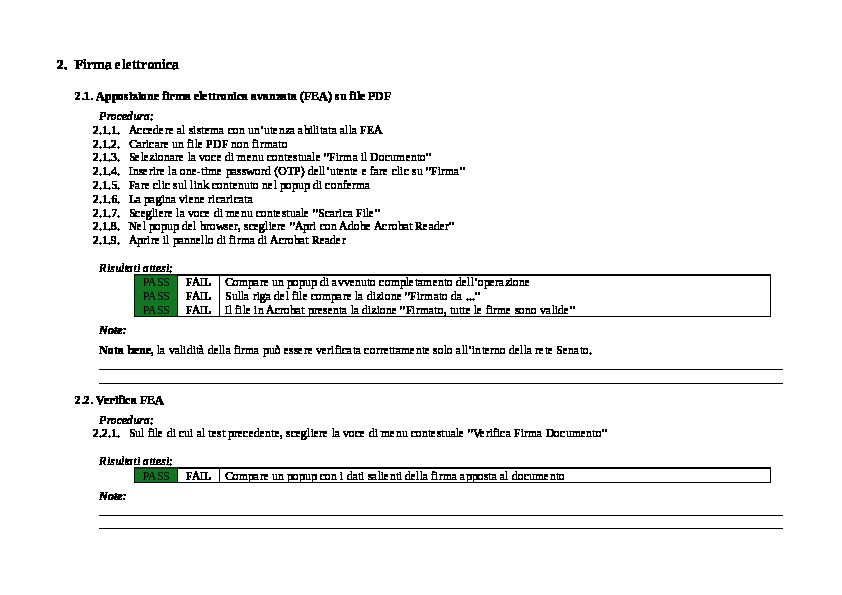 2. Firma elettronica
2.1. Apposizione firma elettronica avanzata (FEA) su file PDF
Procedura:
2.1.1. Accedere al sistema con un'utenza abilitata alla FEA
2.1.2. Caricare un file PDF non firmato
2.1.3. Selezionare la voce di menu contestuale "Firma il Documento"
2.1.4. Inserire la one-time password (OTP) dell'utente e fare clic su "Firma"
2.1.5. Fare clic sul link contenuto nel popup di conferma
2.1.6. La pagina viene ricaricata
2.1.7. Scegliere la voce di menu contestuale "Scarica File"
2.1.8. Nel popup del browser, scegliere "Apri con Adobe Acrobat Reader"
2.1.9. Aprire il pannello di firma di Acrobat Reader
Risultati attesi:
PASS FAIL Compare un popup di avvenuto completamento dell'operazione
PASS FAIL Sulla riga del file compare la dizione "Firmato da ..."
PASS FAIL Il file in Acrobat presenta la dizione "Firmato, tutte le firme sono valide"
Note:
Nota bene, la validità della firma può essere verificata correttamente solo all'interno della rete Senato.
2.2. Verifica FEA
Procedura:
2.2.1. Sul file di cui al test precedente, scegliere la voce di menu contestuale "Verifica Firma Documento"
Risultati attesi:
PASS FAIL Compare un popup con i dati salienti della firma apposta al documento
Note: